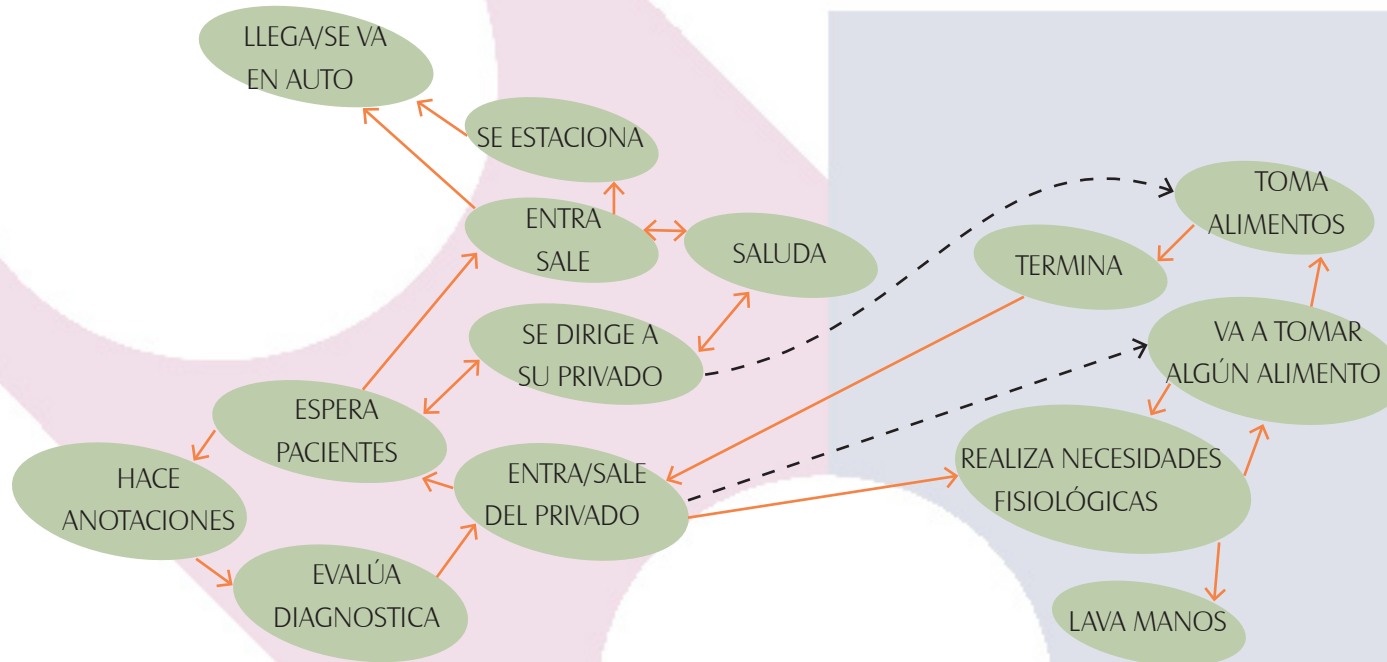 LLEGA/SE VA
EN AUTO
SE ESTACIONA
ENTRA
SALE
SALUDA
SE DIRIGE A
SU PRIVADO
ESPERA
PACIENTES
HACE
ANOTACIONES
ENTRA/SALE
DEL PRIVADO
EVALÚA
DIAGNOSTICA
TOMA
ALIMENTOS
TERMINA
VA A TOMAR
ALGÚN ALIMENTO
REALIZA NECESIDADES
FISIOLÓGICAS
LAVA MANOS